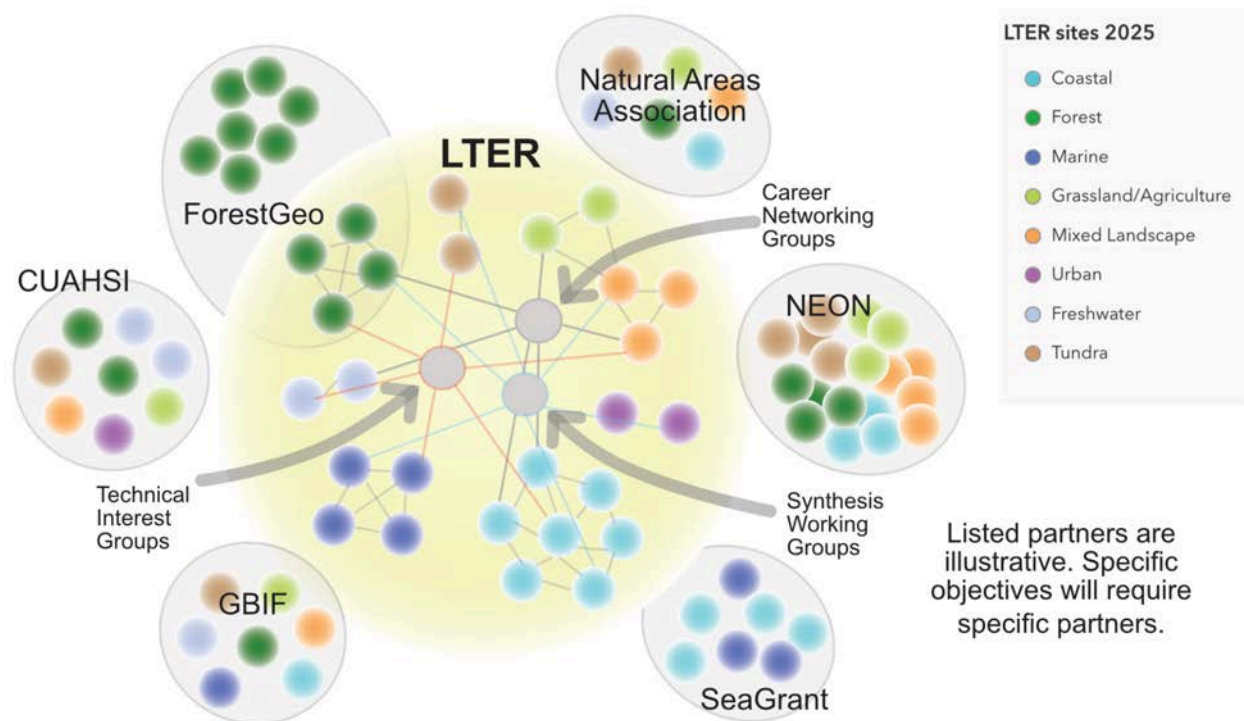 LTER
Natural Areas
Association
ForestGeo
Career
Networking
Groups
CUAHSI
NEON
Technical
Interest
Groups
Synthesis
Working
Groups
GBIF
SeaGrant
LTER sites 2025
Coastal
Forest
Marine
Grassland/Agriculture
Mixed Landscape
Urban
Freshwater
Tundra
Listed partners are
illustrative. Specific
objectives will require
specific partners.